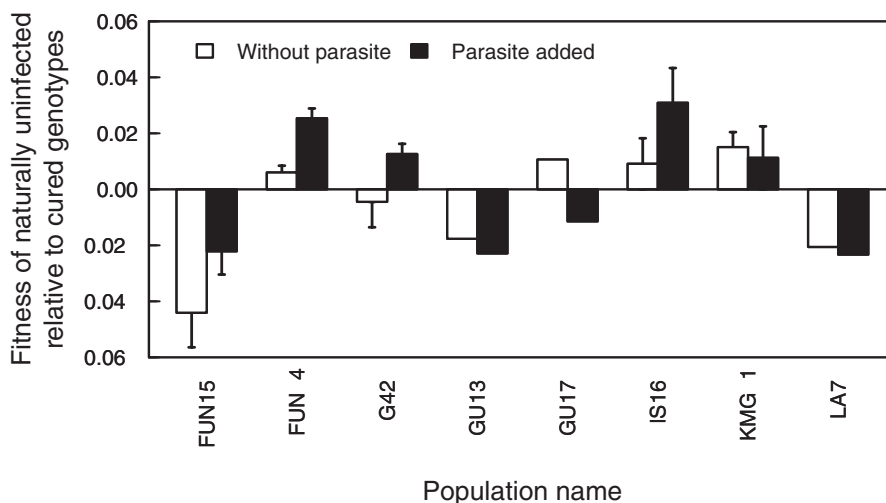 Fitness of naturally uninfected
relative to cured genotypes
0.06
0.04
0.02
0.00
0.02
0.04
0.06
Without parasite
Parasite added
FUN15
FUN 4
G42
GU13
GU17
IS16
KMG 1
LA7
Population name